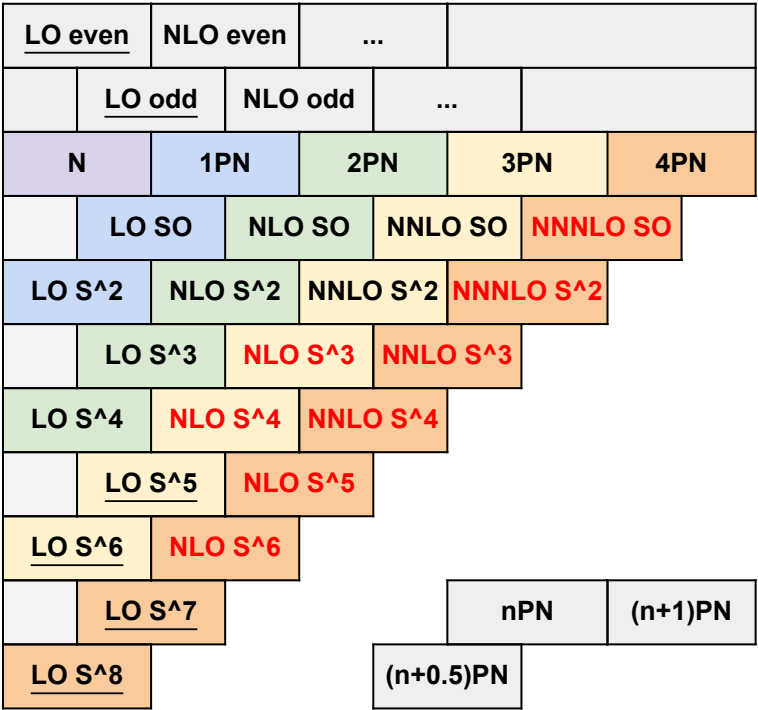 LO even NLO even ...
LO odd NLO odd ...
N 1PN 2PN 3PN 4PN
LO SO NLO SO NNLO SO NNNLO SO
LO S^2 NLO S^2 NNLO S^2 NNNLO S^2
LO S^3 NLO S^3 NNLO S^3
LO S^4 NLO S^4 NNLO S^4
LO S^5 NLO S^5
LO S^6 NLO S^6
LO S^7 nPN (n+1)PN
LO S^8 (n+0.5)PN